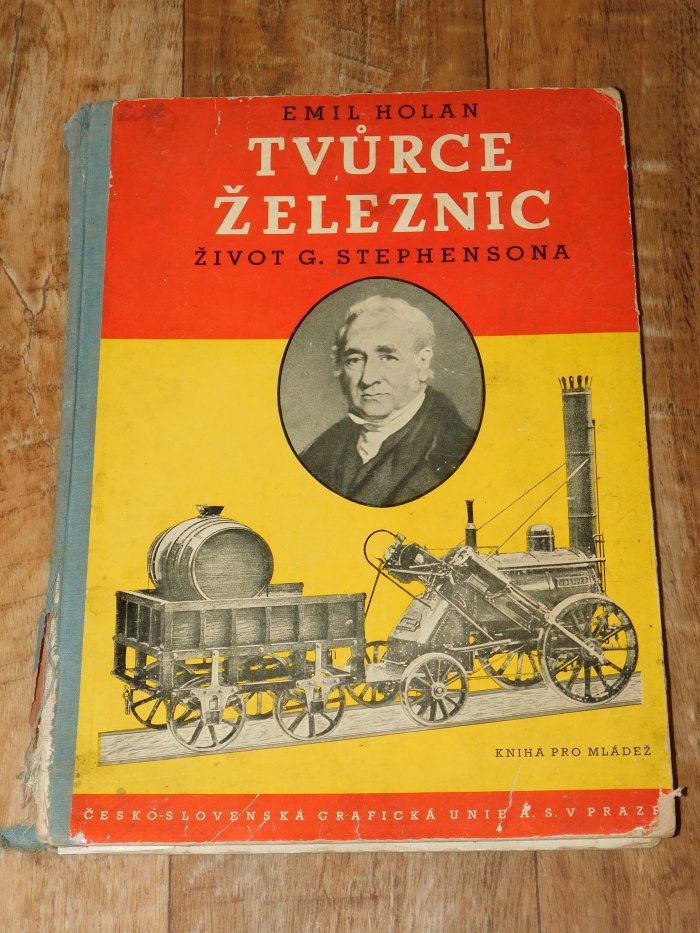 EMIL HOLAN
TVŮRCE
ŽELEZNIC
ŽIVOT G. STEPHENSONA
KNIHA PRO MLÁDEŽ
ČESKO-SLOVENSKÁ GRAFICKÁ UNIE A. S. V PRAZE